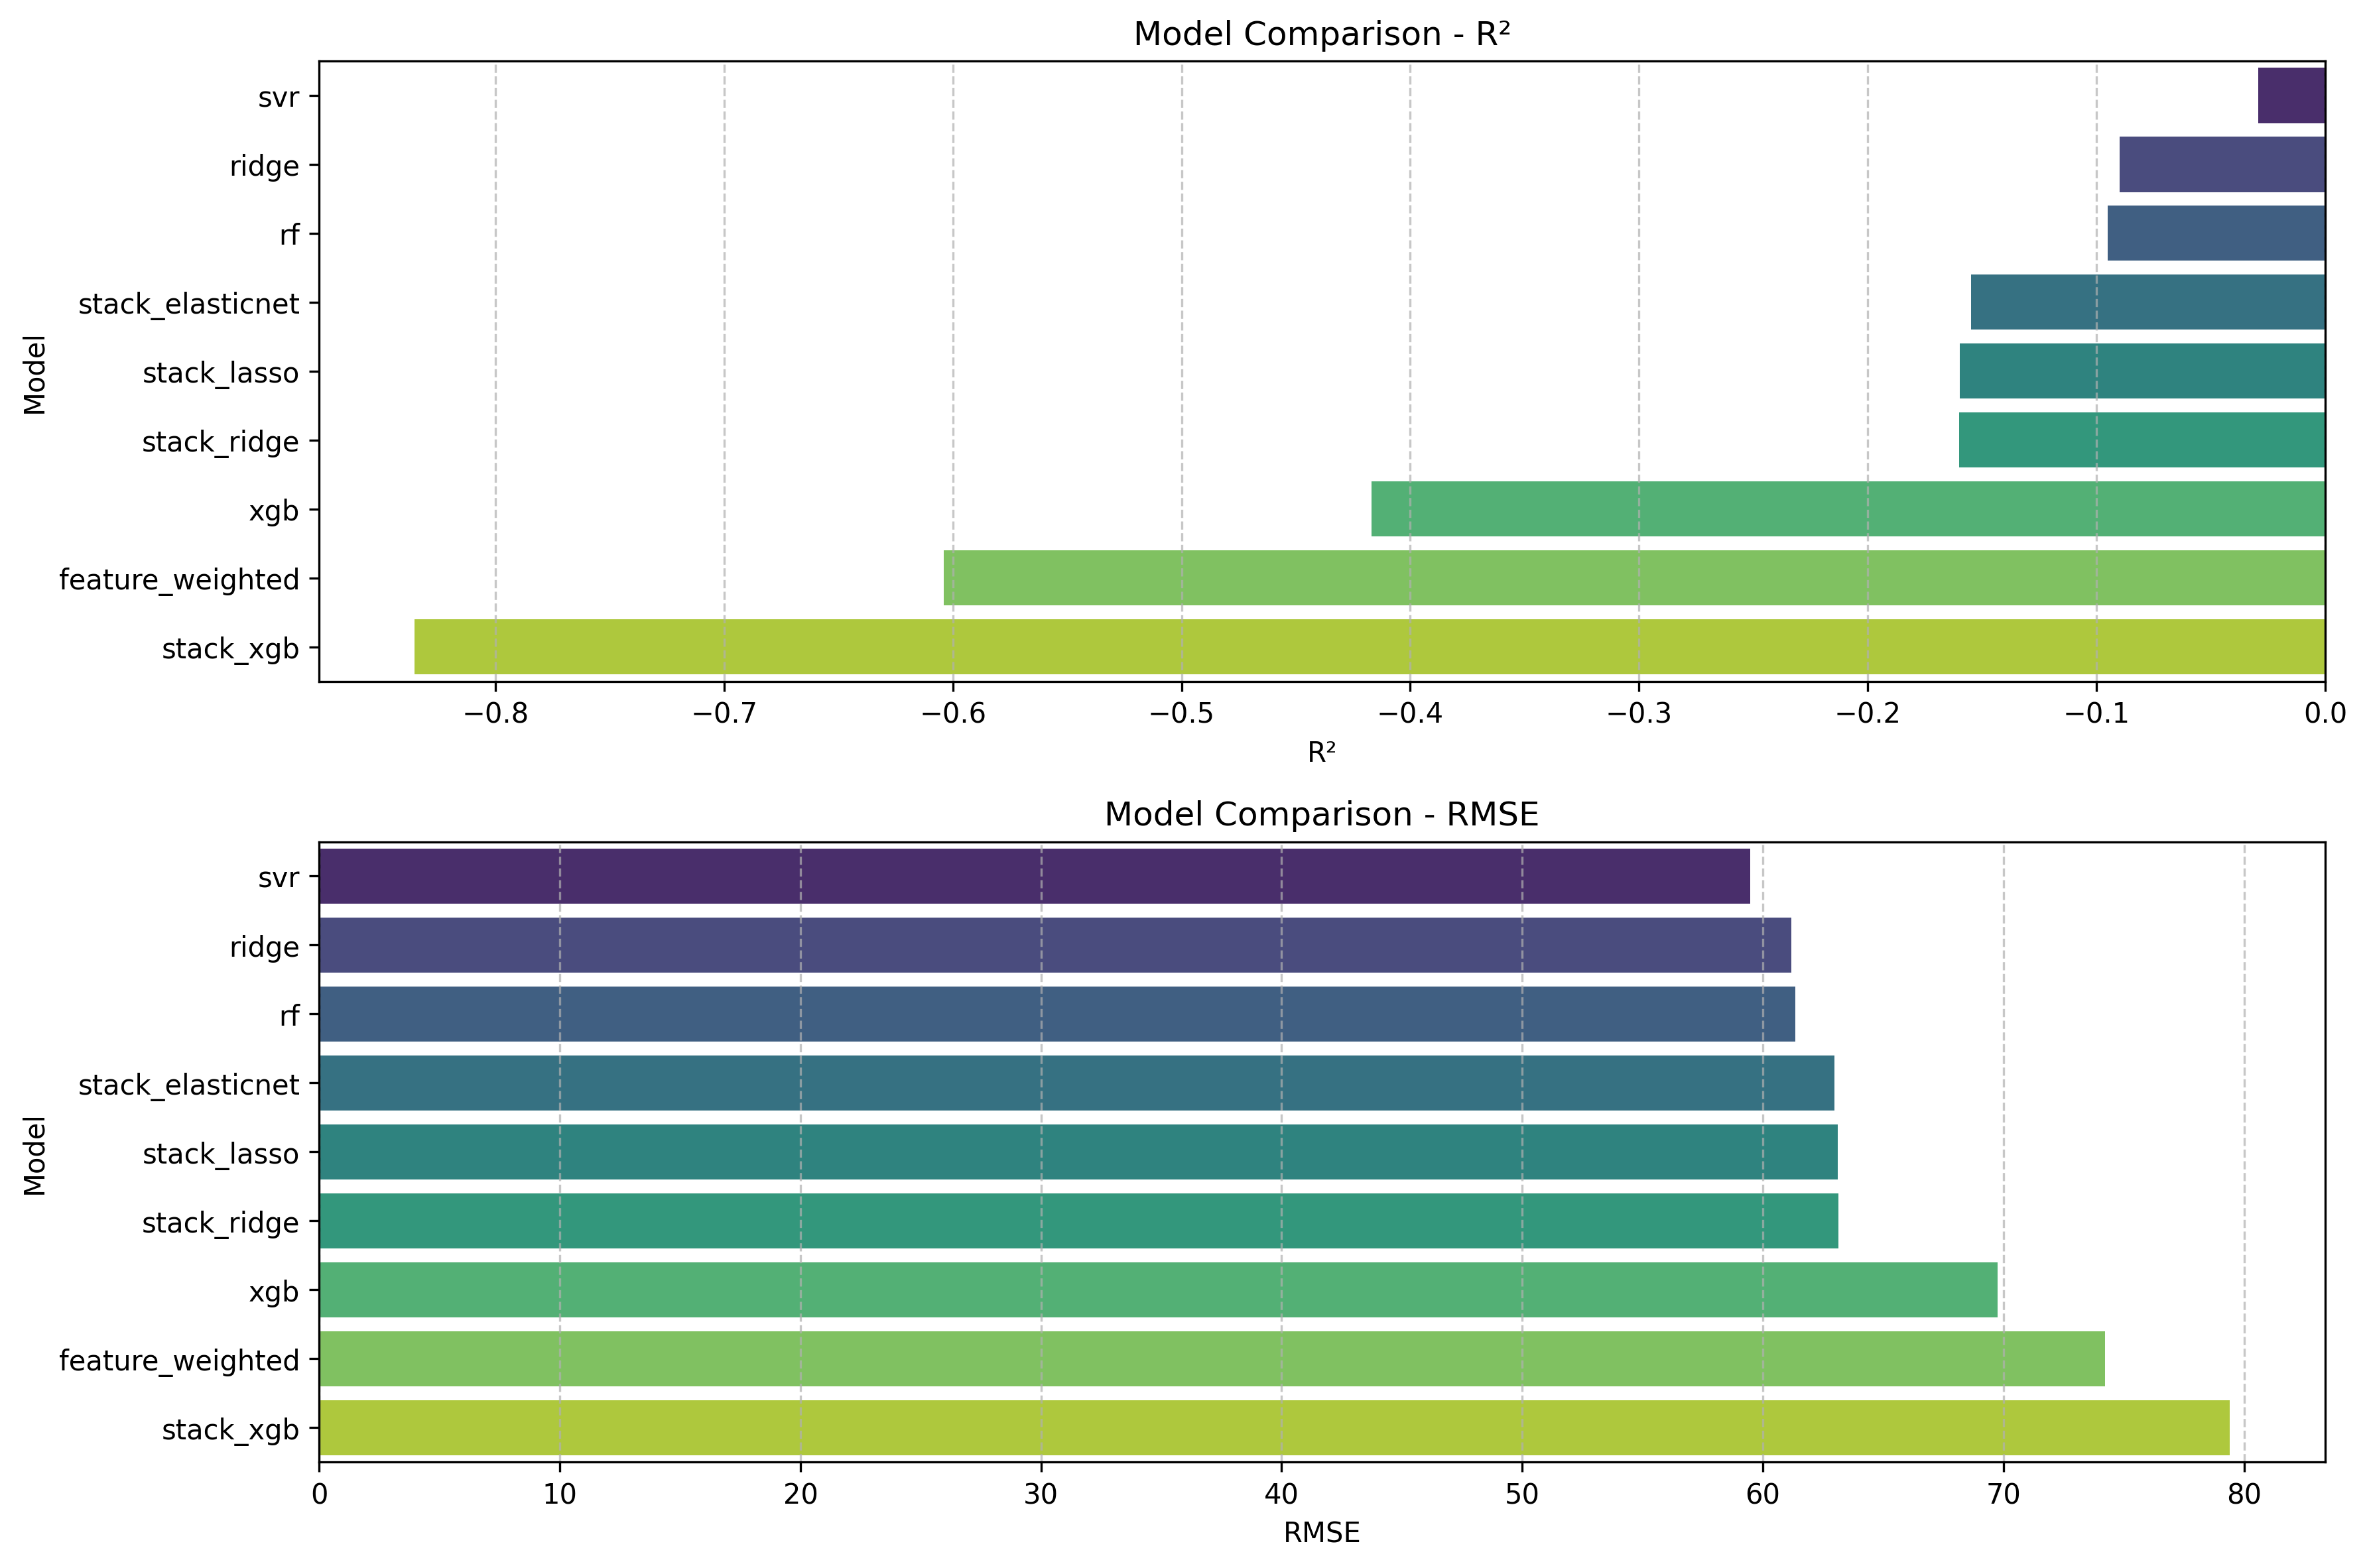 Model Comparison - R²
Model
svr
ridge
rf
stack_elasticnet
stack_lasso
stack_ridge
xgb
feature_weighted
stack_xgb
−0.8 −0.7 −0.6 −0.5 −0.4 −0.3 −0.2 −0.1 0.0
R²
Model Comparison - RMSE
Model
svr
ridge
rf
stack_elasticnet
stack_lasso
stack_ridge
xgb
feature_weighted
stack_xgb
0 10 20 30 40 50 60 70 80
RMSE